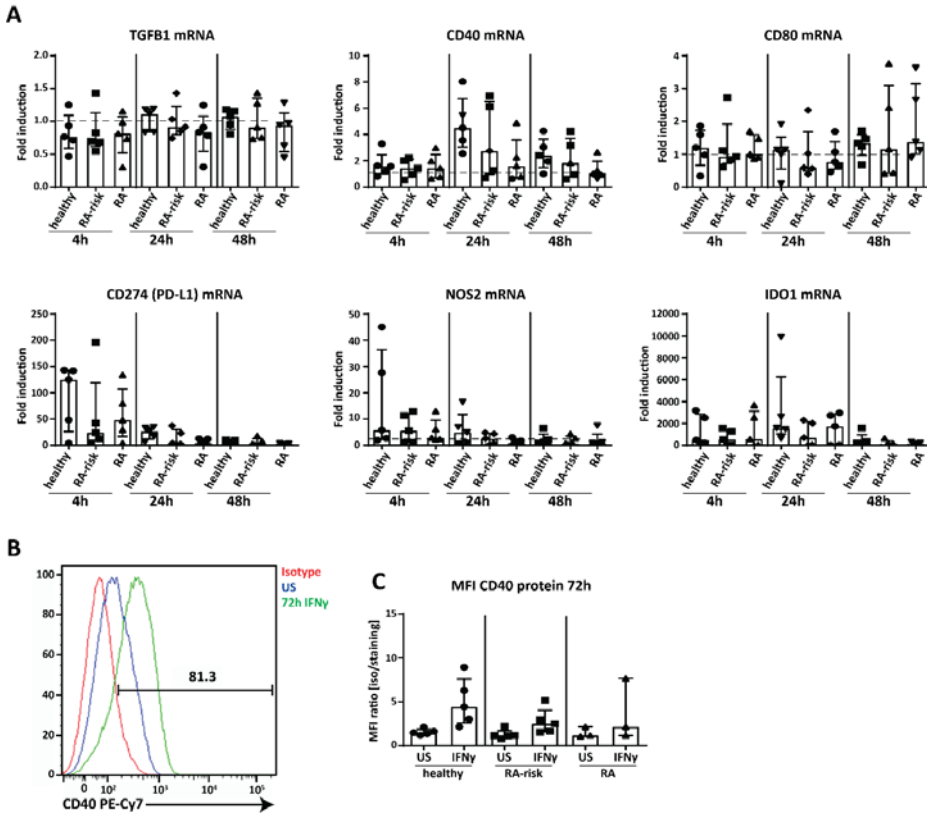 A
TGFB1 mRNA
Fold induction
2.0
1.5
1.0
0.5
0.0
healthy
RA-risk
RA
healthy
RA-risk
RA
healthy
RA-risk
RA
4h
24h
48h
CD40 mRNA
Fold induction
10
8
6
4
2
0
healthy
RA-risk
RA
healthy
RA-risk
RA
healthy
RA-risk
RA
4h
24h
48h
CD80 mRNA
Fold induction
4
3
2
1
0
healthy
RA-risk
RA
healthy
RA-risk
RA
healthy
RA-risk
RA
4h
24h
48h
CD274 (PD-L1) mRNA
Fold induction
250
200
150
100
50
0
healthy
RA-risk
RA
healthy
RA-risk
RA
healthy
RA-risk
RA
4h
24h
48h
NOS2 mRNA
Fold induction
50
40
30
20
10
0
healthy
RA-risk
RA
healthy
RA-risk
RA
healthy
RA-risk
RA
4h
24h
48h
IDO1 mRNA
Fold induction
12000
10000
8000
6000
4000
2000
0
healthy
RA-risk
RA
healthy
RA-risk
RA
healthy
RA-risk
RA
4h
24h
48h
B
100
80
60
40
20
0
Isotype
US
72h IFNγ
81.3
0 10² 10³ 10⁴ 10⁵
CD40 PE-Cy7
C
MFI CD40 protein 72h
MFI ratio [iso/staining]
15
10
5
0
US IFNγ US IFNγ US IFNγ
healthy RA-risk RA